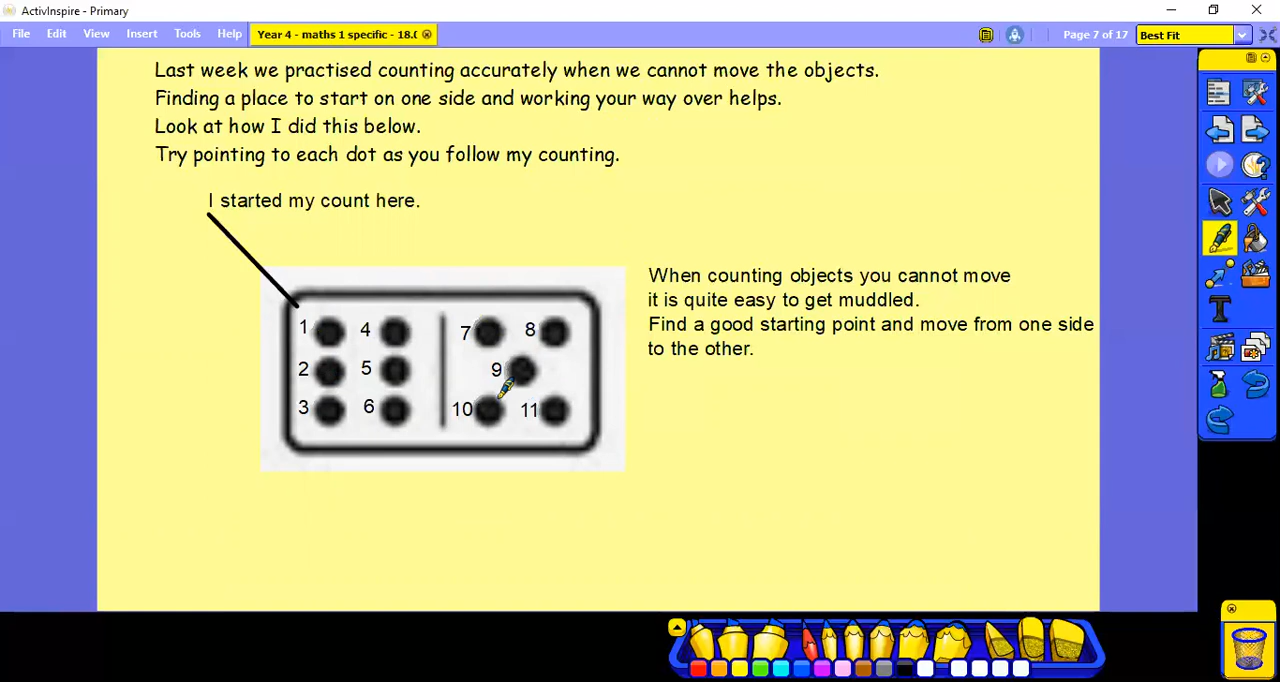 ActivInspire - Primary
File Edit View Insert Tools Help Year 4 - maths 1 specific - 18.( Page 7 of 17 Best Fit
Last week we practised counting accurately when we cannot move the objects.
Finding a place to start on one side and working your way over helps.
Look at how I did this below.
Try pointing to each dot as you follow my counting.
I started my count here.
When counting objects you cannot move
it is quite easy to get muddled.
Find a good starting point and move from one side
to the other.
1 4 7 8
2 5 9
3 6 10 11